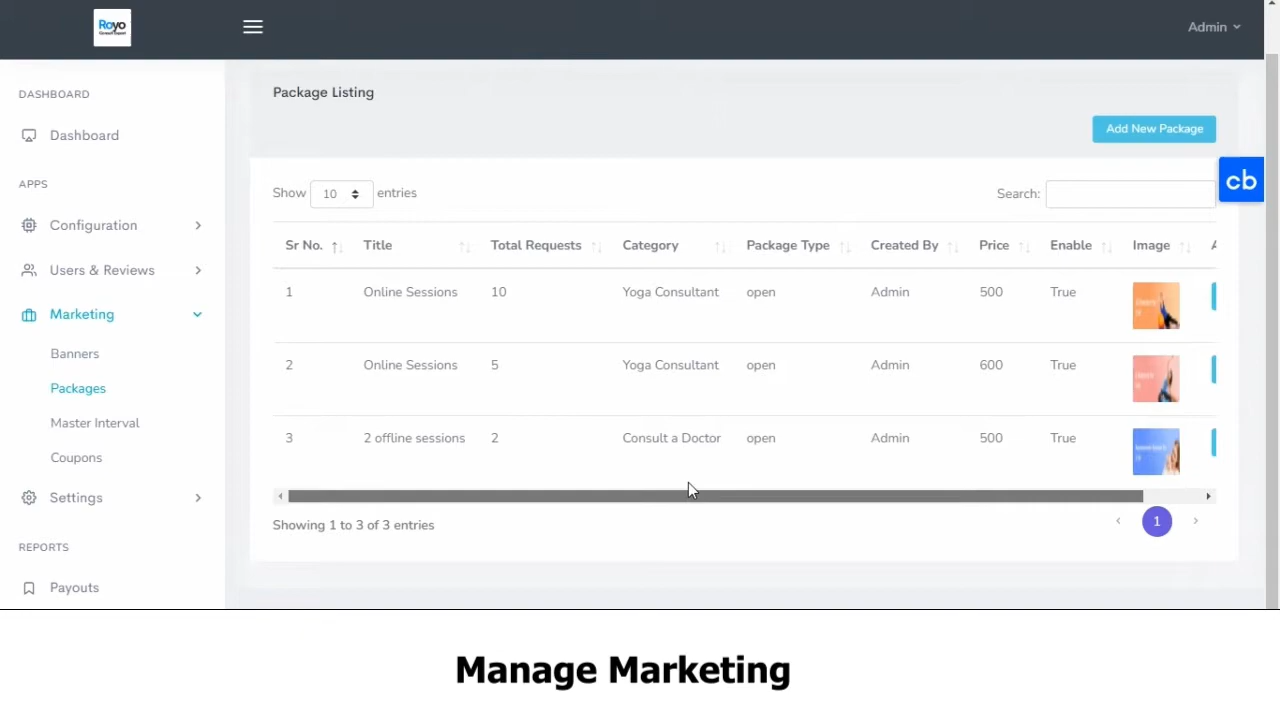 Royo
Admin
DASHBOARD
Dashboard
APPS
Configuration
Users & Reviews
Marketing
Banners
Packages
Master Interval
Coupons
Settings
REPORTS
Payouts
Package Listing
Add New Package
Show 10 entries
Search:
cb
Sr No. Title Total Requests Category Package Type Created By Price Enable Image A
1 Online Sessions 10 Yoga Consultant open Admin 500 True
2 Online Sessions 5 Yoga Consultant open Admin 600 True
3 2 offline sessions 2 Consult a Doctor open Admin 500 True
Showing 1 to 3 of 3 entries
1
Manage Marketing